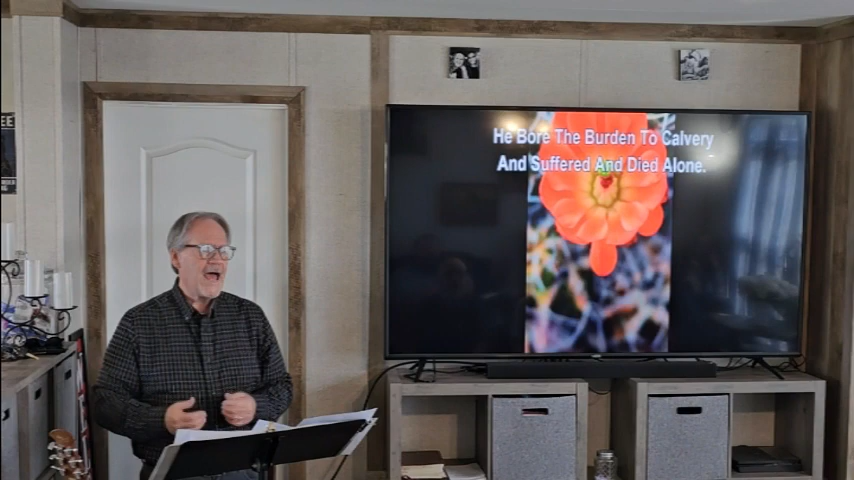 He Bore The Burden To Calvery
And Suffered And Died Alone.